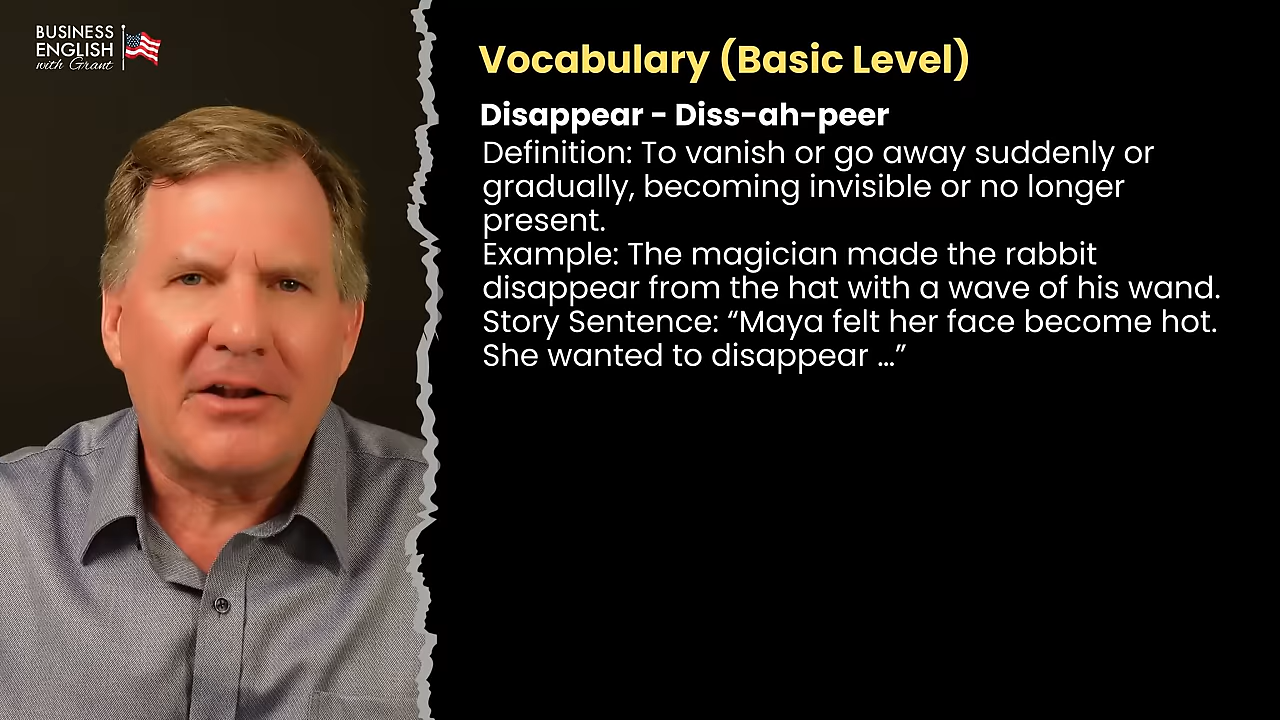 BUSINESS
ENGLISH
with Grant
Vocabulary (Basic Level)
Disappear - Diss-ah-peer
Definition: To vanish or go away suddenly or
gradually, becoming invisible or no longer
present.
Example: The magician made the rabbit
disappear from the hat with a wave of his wand.
Story Sentence: “Maya felt her face become hot.
She wanted to disappear ...”